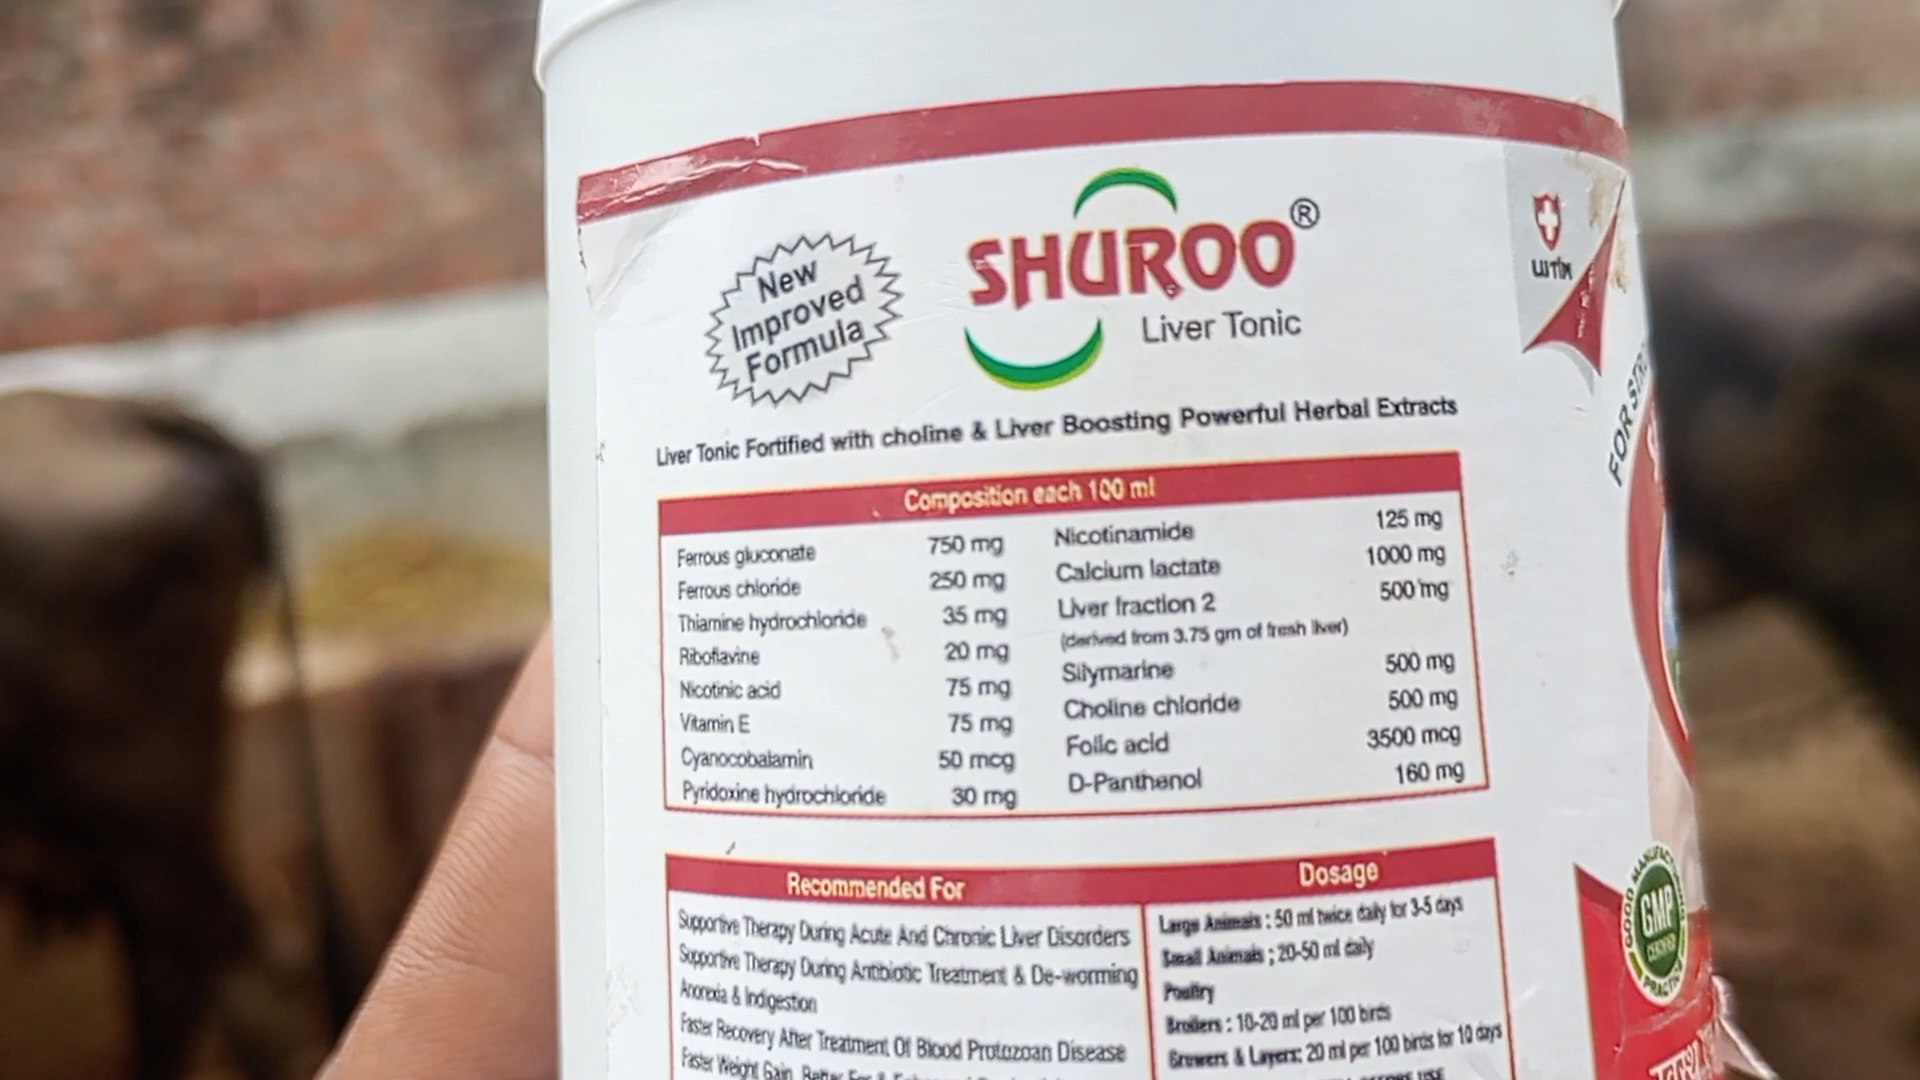 New
Improved
Formula
SHUROO®
Liver Tonic
Liver Tonic Fortified with choline & Liver Boosting Powerful Herbal Extracts
Composition each 100 ml
Ferrous gluconate 750 mg
Ferrous chloride 250 mg
Thiamine hydrochloride 35 mg
Riboflavine 20 mg
Nicotinic acid 75 mg
Vitamin E 75 mg
Cyanocobalamin 50 mcg
Pyridoxine hydrochloride 30 mg
Nicotinamide 125 mg
Calcium lactate 1000 mg
Liver fraction 2 500 mg
(derived from 3.75 gm of fresh liver)
Silymarine 500 mg
Choline chloride 500 mg
Folic acid 3500 mcg
D-Panthenol 160 mg
Recommended For
Supportive Therapy During Acute And Chronic Liver Disorders
Supportive Therapy During Antibiotic Treatment & De-worming
Anorexia & Indigestion
Faster Recovery After Treatment Of Blood Protozoan Disease
Faster Weight Gain,
Dosage
Large Animals : 50 ml twice daily for 3-5 days
Small Animals ; 20-50 ml daily
Poultry
Broilers : 10-20 ml per 100 birds
Growers & Layers: 20 ml per 100 birds for 10 days
FOR
GOOD
GMP
CERTIFIED